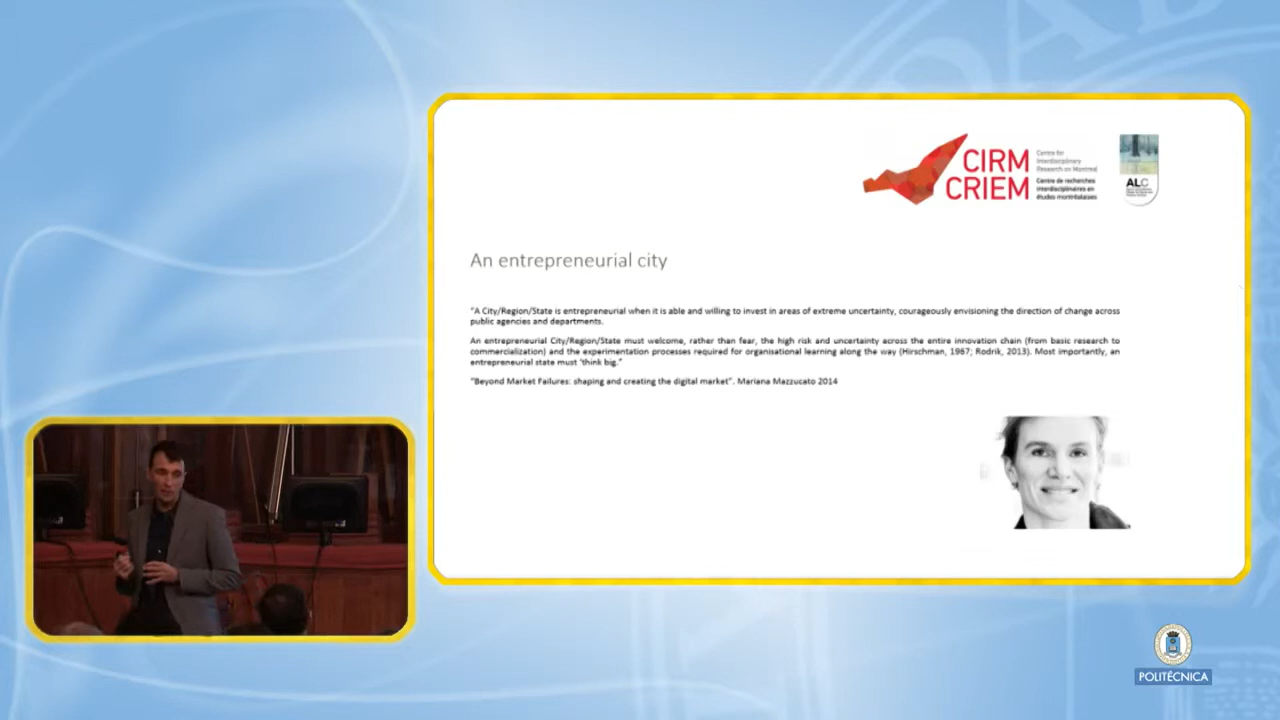 CIRM
CRIEM
Centre for
Interdisciplinary
Research on Montreal
Centre de recherches
interdisciplinaires en
études montréalaises
ALC
An entrepreneurial city
“A City/Region/State is entrepreneurial when it is able and willing to invest in areas of extreme uncertainty, courageously envisioning the direction of change across
public agencies and departments.
An entrepreneurial City/Region/State must welcome, rather than fear, the high risk and uncertainty across the entire innovation chain (from basic research to
commercialization) and the experimentation processes required for organisational learning along the way (Hirschman, 1967; Rodrik, 2013). Most importantly, an
entrepreneurial state must ‘think big.”
“Beyond Market Failures: shaping and creating the digital market”. Mariana Mazzucato 2014
POLITÉCNICA